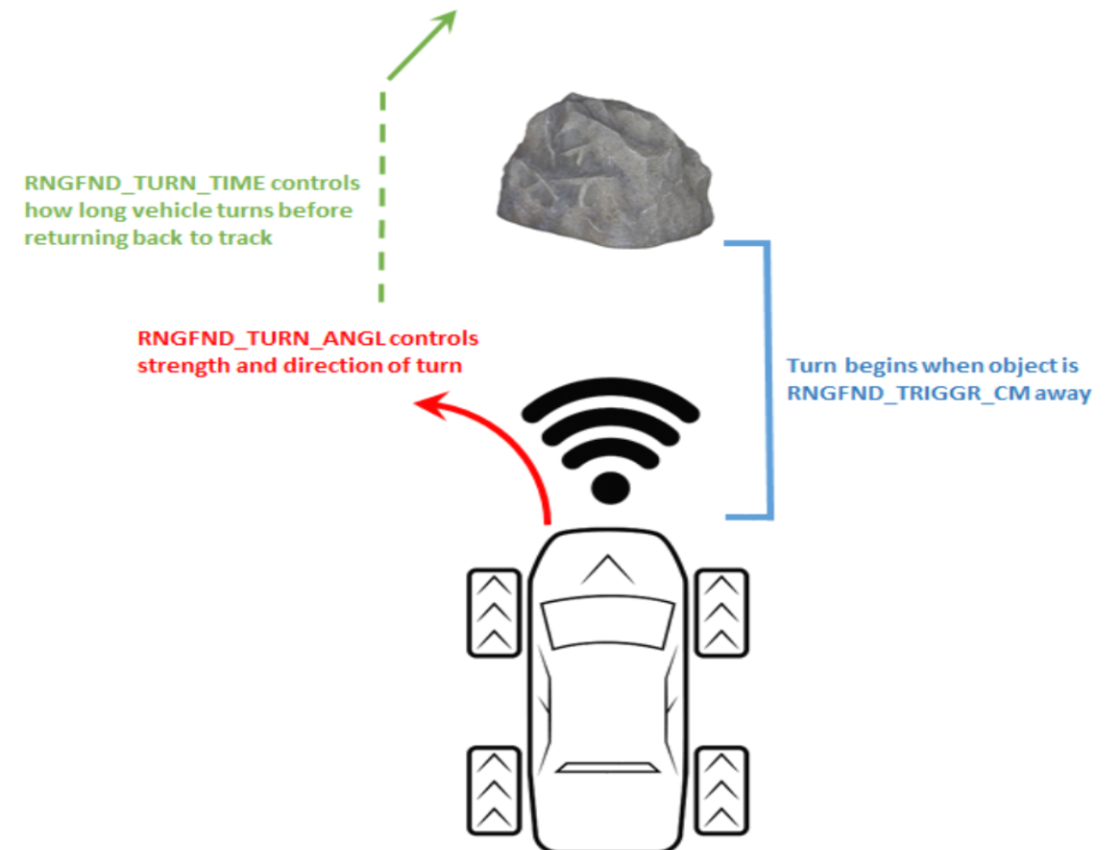 RNGFND_TURN_TIME controls
how long vehicle turns before
returning back to track
RNGFND_TURN_ANGL controls
strength and direction of turn
Turn begins when object is
RNGFND_TRIGGR_CM away